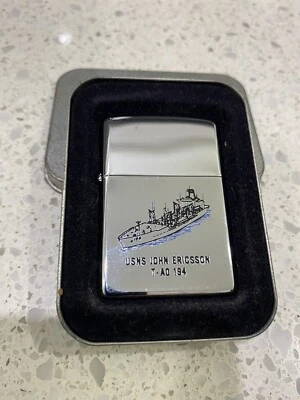 USNS JOHN ERICSSON
T-AO 194